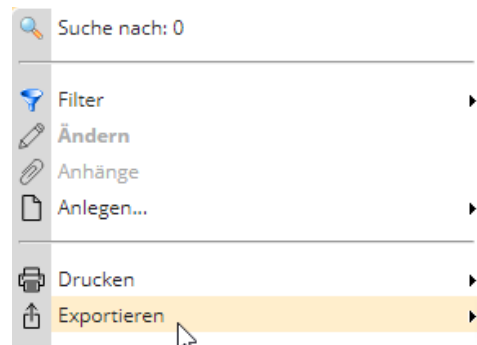 Suche nach: 0
Filter
Ändern
Anhänge
Anlegen...
Drucken
Exportieren